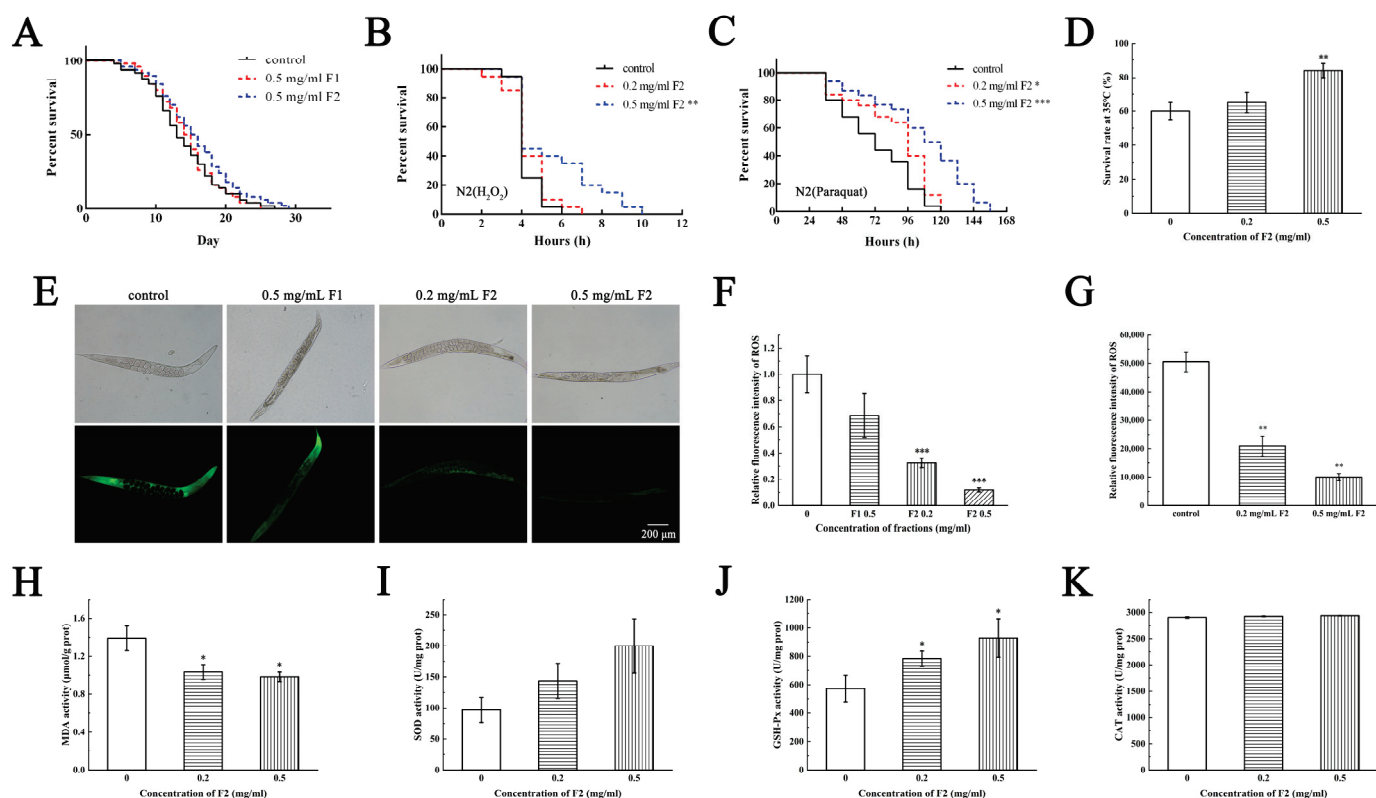 A
Percent survival
100
50
0
10
20
30
Day
control
0.5 mg/ml F1
0.5 mg/ml F2
B
Percent survival
100
80
60
40
20
0
0
2
4
6
8
10
12
Hours (h)
control
0.2 mg/ml F2
0.5 mg/ml F2 **
N2(H₂O₂)
C
Percent survival
100
80
60
40
20
0
0
24
48
72
96
120
144
168
Hours (h)
control
0.2 mg/ml F2 *
0.5 mg/ml F2 ***
N2(Paraquat)
D
Survival rate at 35°C (%)
100
80
60
40
20
0
**
0
0.2
0.5
Concentration of F2 (mg/ml)
E
control
0.5 mg/mL F1
0.2 mg/mL F2
0.5 mg/mL F2
200 μm
F
Relative fluorescence intensity of ROS
1.2
1.0
0.8
0.6
0.4
0.2
0.0
***
***
0
F1 0.5
F2 0.2
F2 0.5
Concentration of fractions (mg/ml)
G
Relative fluorescence intensity of ROS
60,000
50,000
40,000
30,000
20,000
10,000
0
**
**
control
0.2 mg/mL F2
0.5 mg/mL F2
H
MDA activity (μmol/g prot)
1.6
1.2
0.8
0.4
0.0
*
*
0
0.2
0.5
Concentration of F2 (mg/ml)
I
SOD activity (U/mg prot)
250
200
150
100
50
0
0
0.2
0.5
Concentration of F2 (mg/ml)
J
GSH-Px activity (U/mg prot)
1200
1000
800
600
400
200
0
*
*
0
0.2
0.5
Concentration of F2 (mg/ml)
K
CAT activity (U/mg prot)
3000
2500
2000
1500
1000
500
0
0
0.2
0.5
Concentration of F2 (mg/ml)